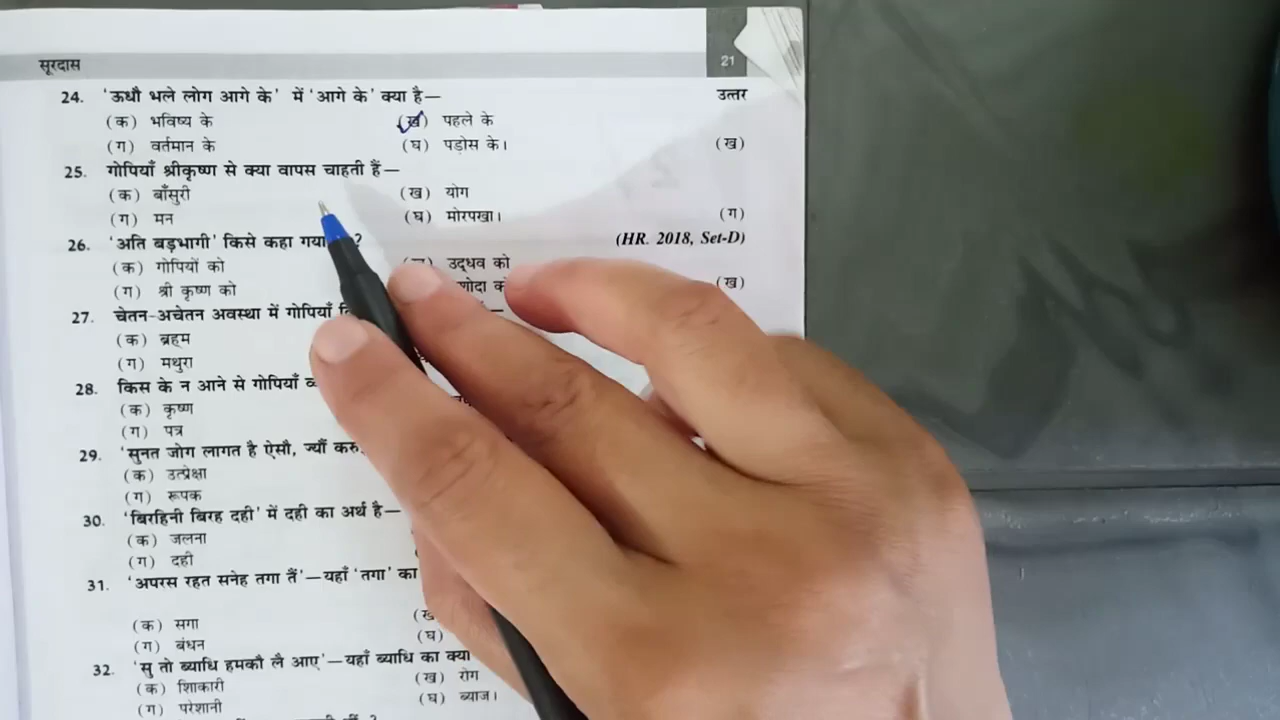 सूरदास 21
24. 'ऊधौ भले लोग आगे के' में 'आगे के' क्या है— उत्तर
(क) भविष्य के (ख) पहले के
(ग) वर्तमान के (घ) पड़ोस के। (ख)
25. गोपियाँ श्रीकृष्ण से क्या वापस चाहती हैं—
(क) बाँसुरी (ख) योग
(ग) मन (घ) मोरपखा। (ग)
26. 'अति बड़भागी' किसे कहा गया ? (HR. 2018, Set-D)
(क) गोपियों को उद्धव को
(ग) श्री कृष्ण को (ख)
27. चेतन-अचेतन अवस्था में गोपियाँ
(क) ब्रह्म
(ग) मथुरा
28. किस के न आने से गोपियाँ
(क) कृष्ण
(ग) पत्र
29. 'सुनत जोग लागत है ऐसौ, ज्यौं
(क) उत्प्रेक्षा
(ग) रूपक
30. 'बिरहिनी बिरह दही' में दही का अर्थ है—
(क) जलना
(ग) दही
31. 'अपरस रहत सनेह तगा तैं'—यहाँ 'तगा' का
(क) सगा (ख
(ग) बंधन (घ)
32. 'सु तो ब्याधि हमकौ लै आए'—यहाँ ब्याधि का क्या
(क) शिाकारी (ख) रोग
(ग) परेशानी (घ) ब्याज।